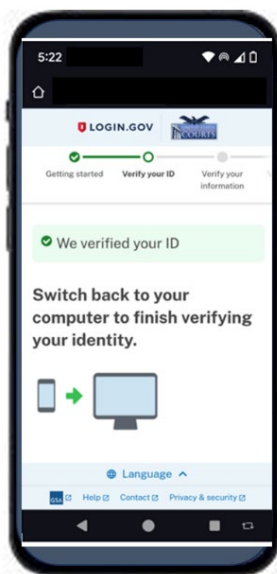 5:22
LOGIN.GOV
COURTS
Getting started
Verify your ID
Verify your
information
We verified your ID
Switch back to your
computer to finish verifying
your identity.
Language
GSA Help Contact Privacy & security